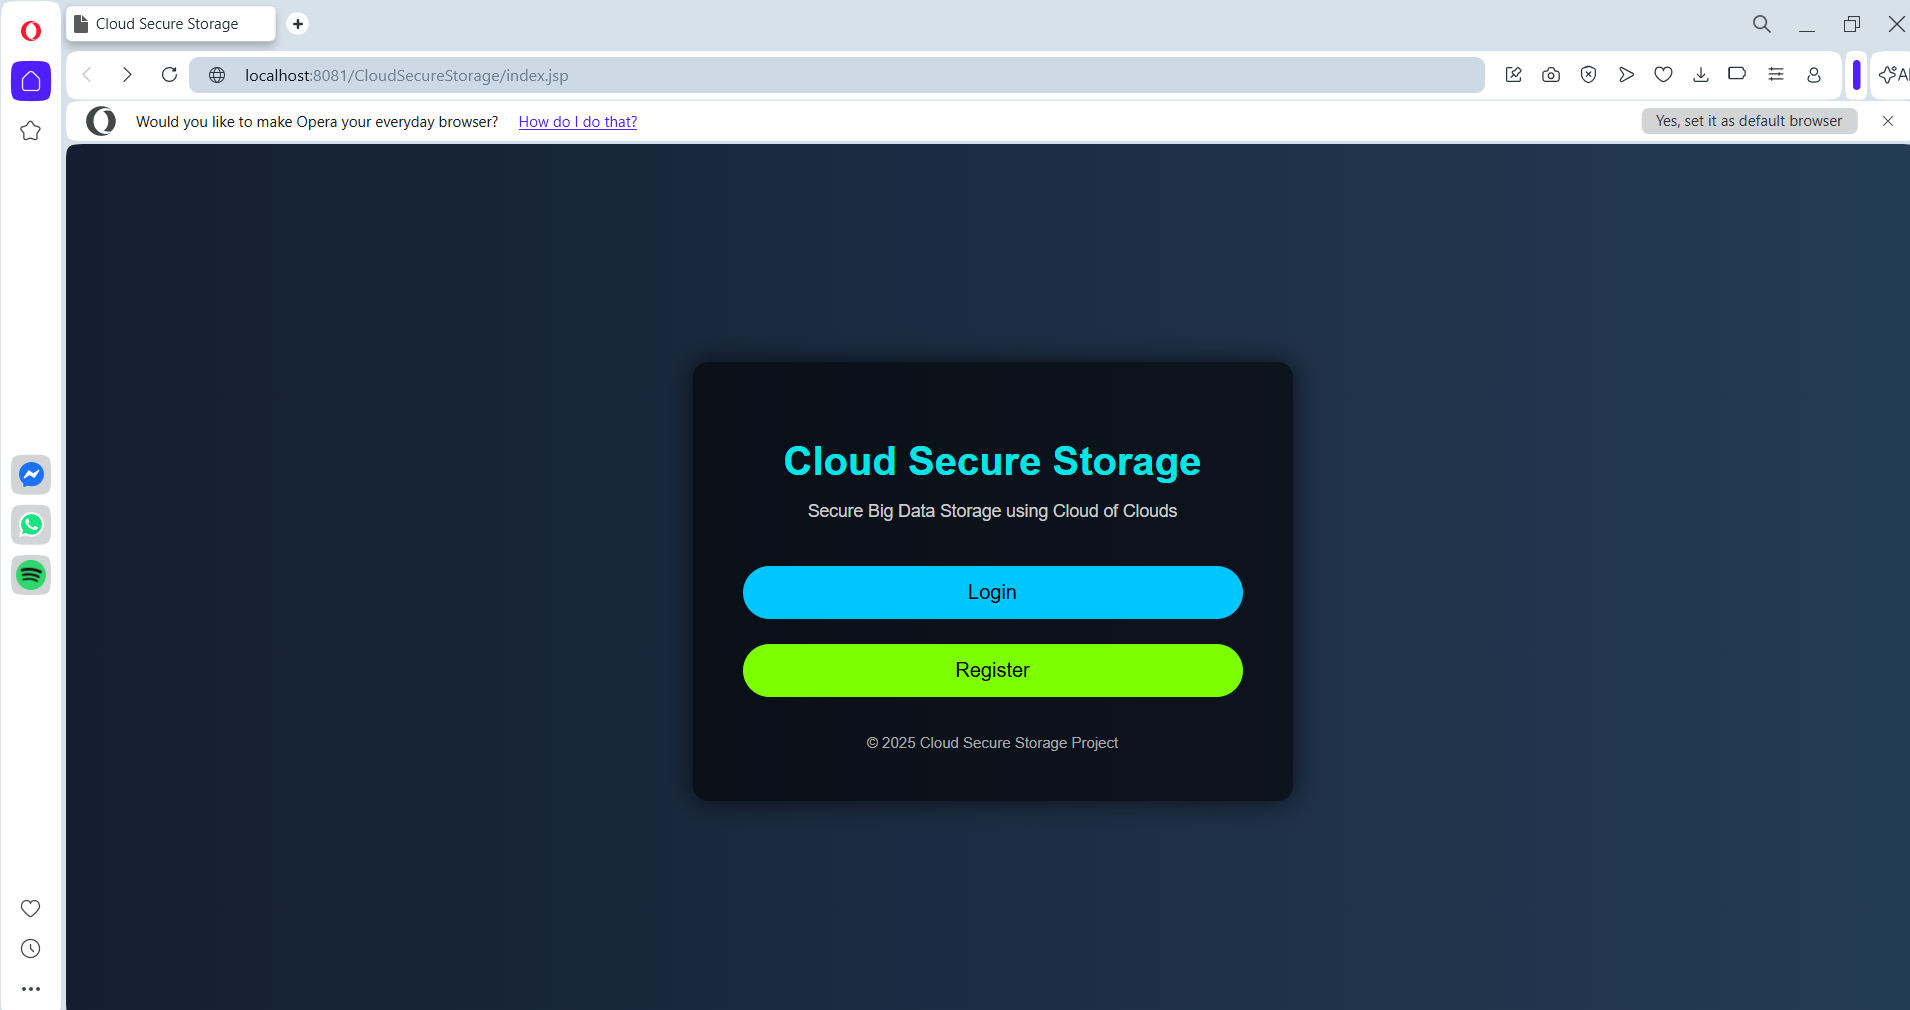 Cloud Secure Storage
localhost:8081/CloudSecureStorage/index.jsp
AI
Would you like to make Opera your everyday browser? How do I do that? Yes, set it as default browser
Cloud Secure Storage
Secure Big Data Storage using Cloud of Clouds
Login
Register
© 2025 Cloud Secure Storage Project